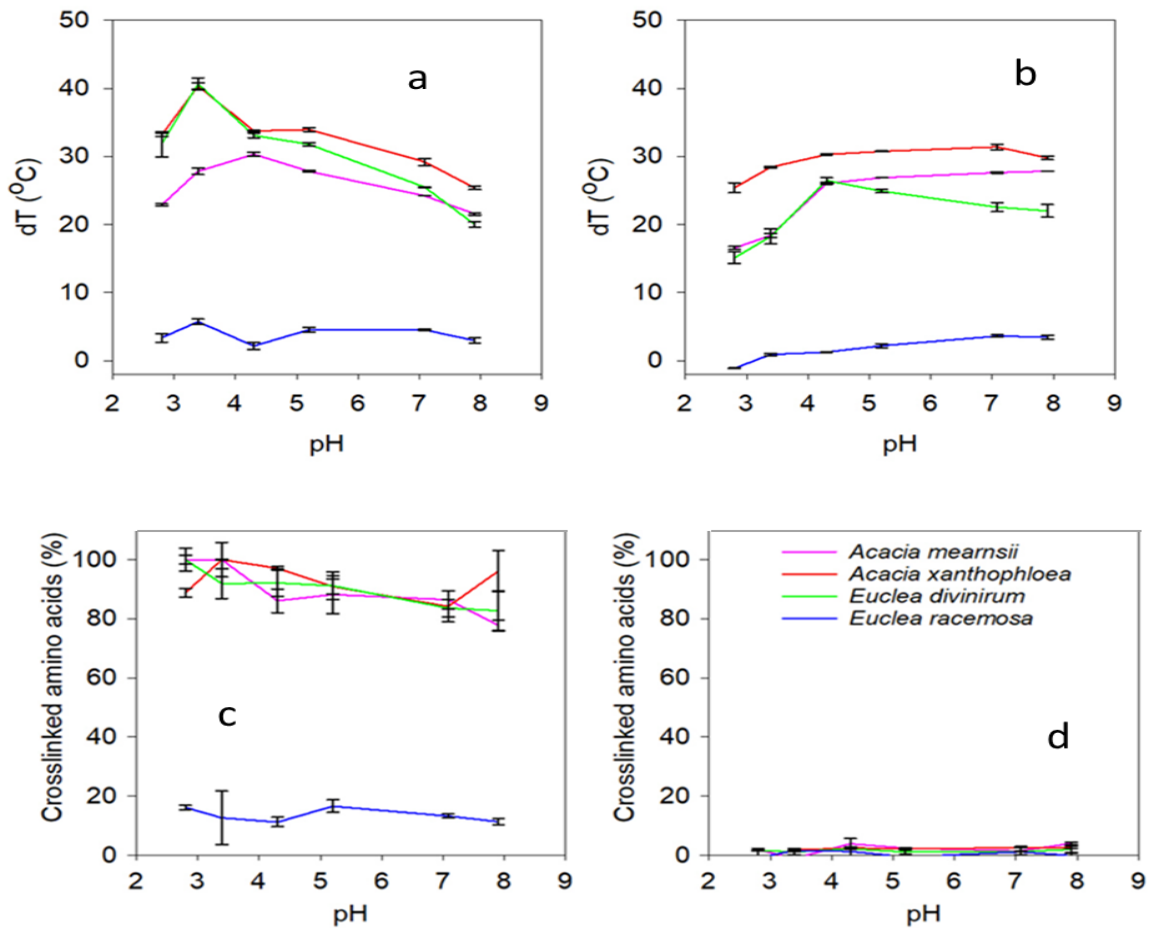 50
40
30
20
10
0
dT (°C)
a
2 3 4 5 6 7 8 9
pH
50
40
30
20
10
0
dT (°C)
b
2 3 4 5 6 7 8 9
pH
100
80
60
40
20
0
Crosslinked amino acids (%)
c
2 3 4 5 6 7 8 9
pH
100
80
60
40
20
0
Crosslinked amino acids (%)
Acacia mearnsii
Acacia xanthophloea
Euclea divinirum
Euclea racemosa
d
2 3 4 5 6 7 8 9
pH